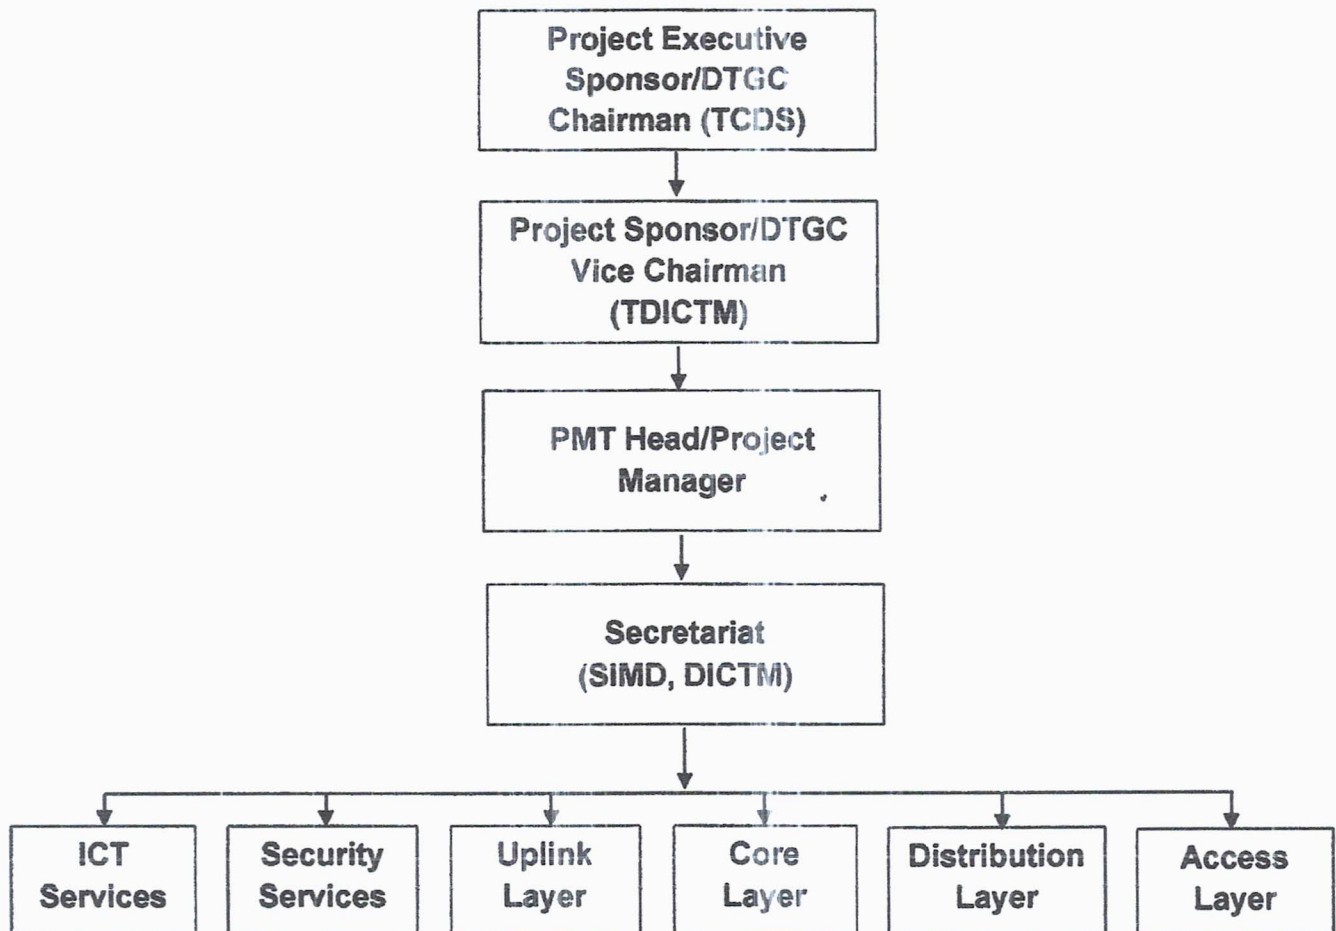 Project Executive
Sponsor/DTGC
Chairman (TCDS)
Project Sponsor/DTGC
Vice Chairman
(TDICTM)
PMT Head/Project
Manager
Secretariat
(SIMD, DICTM)
ICT
Services
Security
Services
Uplink
Layer
Core
Layer
Distribution
Layer
Access
Layer